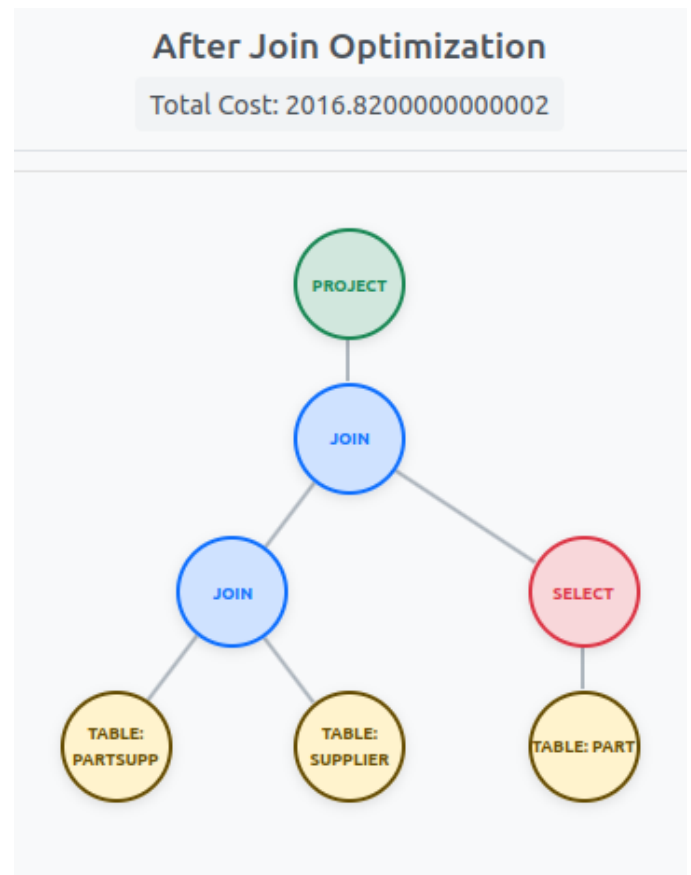 After Join Optimization
Total Cost: 2016.8200000000002
PROJECT
JOIN
JOIN
SELECT
TABLE:
PARTSUPP
TABLE:
SUPPLIER
TABLE: PART